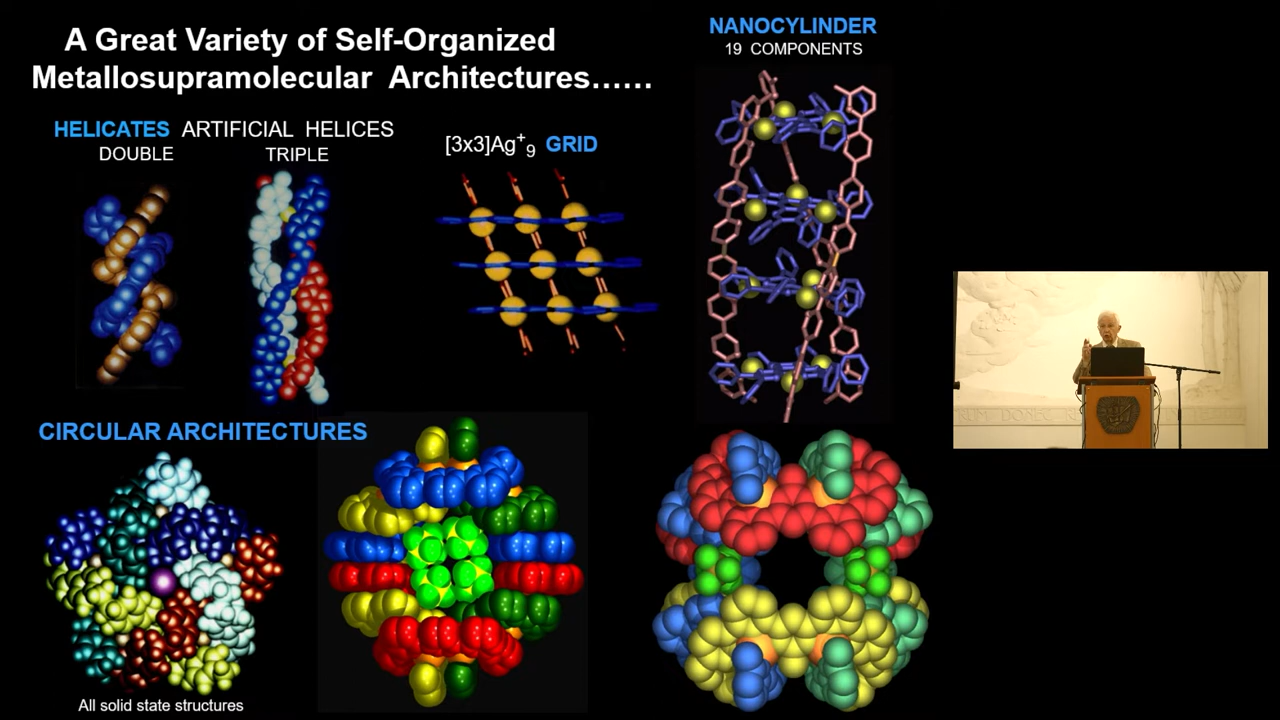 A Great Variety of Self-Organized
Metallosupramolecular Architectures……
NANOCYLINDER
19 COMPONENTS
HELICATES ARTIFICIAL HELICES
DOUBLE
TRIPLE
[3x3]Ag+9 GRID
CIRCULAR ARCHITECTURES
All solid state structures
DONEC